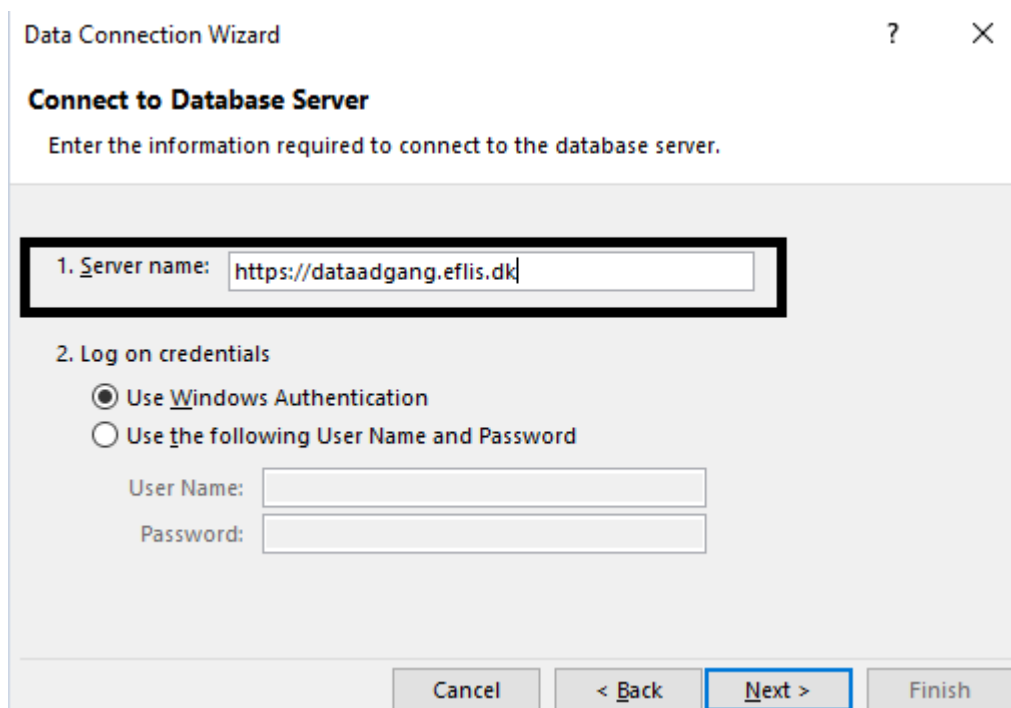 Data Connection Wizard ? ✕
Connect to Database Server
Enter the information required to connect to the database server.
1. Server name: https://dataadgang.eflis.dk
2. Log on credentials
Use Windows Authentication
Use the following User Name and Password
User Name:
Password:
Cancel < Back Next > Finish